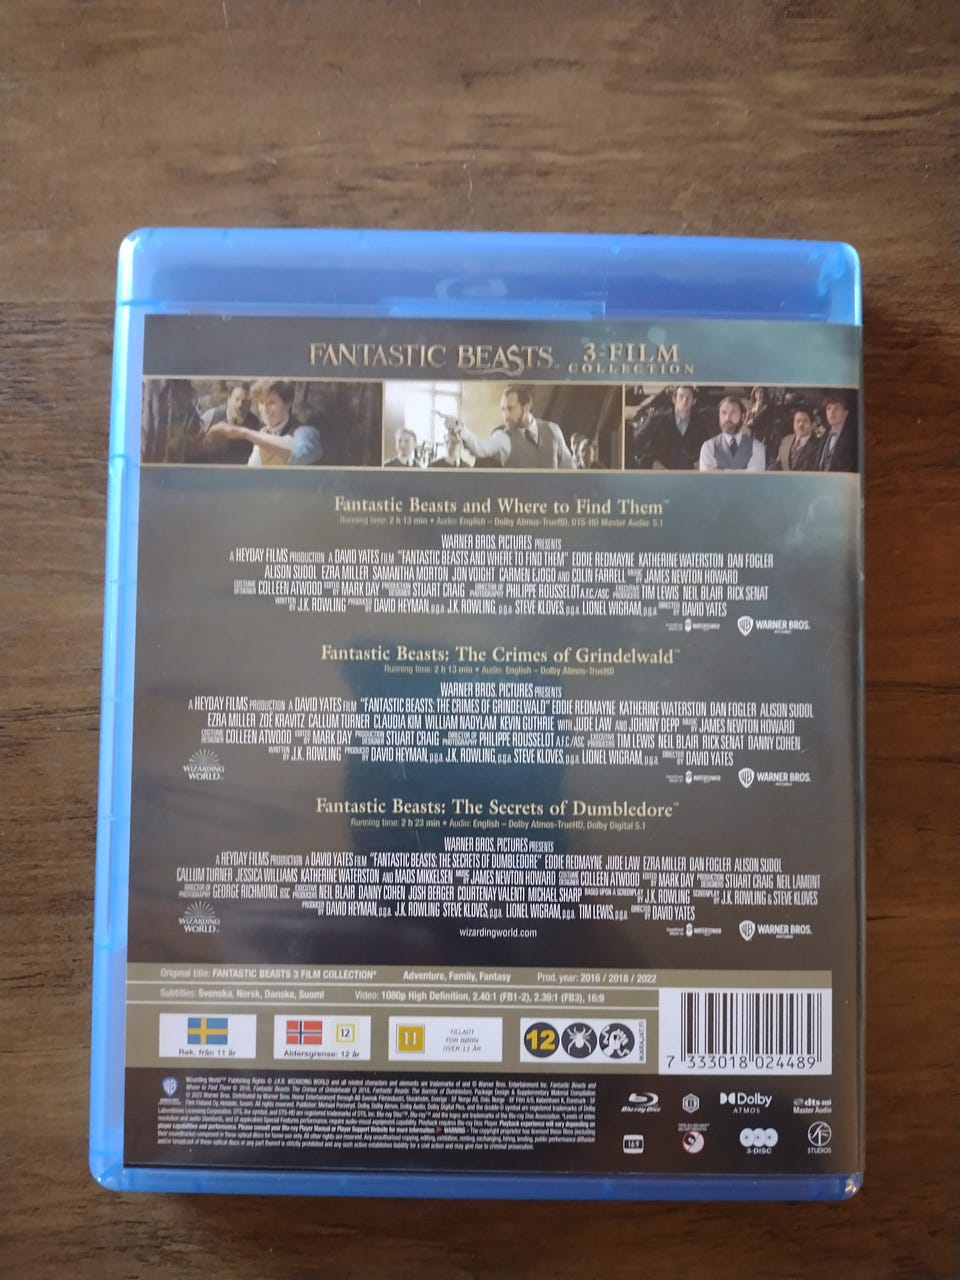 FANTASTIC BEASTS™ 3-FILM
COLLECTION
Fantastic Beasts and Where to Find Them™
Running time: 2 h 13 min • Audio: English – Dolby Atmos-TrueHD, DTS-HD Master Audio: 5.1
WARNER BROS. PICTURES PRESENTS
A HEYDAY FILMS PRODUCTION A DAVID YATES FILM "FANTASTIC BEASTS AND WHERE TO FIND THEM" EDDIE REDMAYNE KATHERINE WATERSTON DAN FOGLER
ALISON SUDOL EZRA MILLER SAMANTHA MORTON JON VOIGHT CARMEN EJOGO AND COLIN FARRELL MUSIC BY JAMES NEWTON HOWARD
COSTUME DESIGNER COLLEEN ATWOOD EDITED BY MARK DAY PRODUCTION DESIGNER STUART CRAIG DIRECTOR OF PHOTOGRAPHY PHILIPPE ROUSSELOT A.F.C./ASC EXECUTIVE PRODUCERS TIM LEWIS NEIL BLAIR RICK SENAT
WRITTEN BY J.K. ROWLING PRODUCED BY DAVID HEYMAN, p.g.a. J.K. ROWLING, p.g.a. STEVE KLOVES, p.g.a. LIONEL WIGRAM, p.g.a. DIRECTED BY DAVID YATES
WATERTOWER WB WARNER BROS.
PICTURES
Fantastic Beasts: The Crimes of Grindelwald™
Running time: 2 h 13 min • Audio: English – Dolby Atmos-TrueHD
WARNER BROS. PICTURES PRESENTS
A HEYDAY FILMS PRODUCTION A DAVID YATES FILM "FANTASTIC BEASTS: THE CRIMES OF GRINDELWALD" EDDIE REDMAYNE KATHERINE WATERSTON DAN FOGLER ALISON SUDOL
EZRA MILLER ZOË KRAVITZ CALLUM TURNER CLAUDIA KIM WILLIAM NADYLAM KEVIN GUTHRIE WITH JUDE LAW AND JOHNNY DEPP MUSIC BY JAMES NEWTON HOWARD
COSTUME DESIGNER COLLEEN ATWOOD EDITED BY MARK DAY PRODUCTION DESIGNER STUART CRAIG DIRECTOR OF PHOTOGRAPHY PHILIPPE ROUSSELOT A.F.C./ASC EXECUTIVE PRODUCERS TIM LEWIS NEIL BLAIR RICK SENAT DANNY COHEN
WRITTEN BY J.K. ROWLING PRODUCED BY DAVID HEYMAN, p.g.a. J.K. ROWLING, p.g.a. STEVE KLOVES, p.g.a. LIONEL WIGRAM, p.g.a. DIRECTED BY DAVID YATES
WIZARDING
WORLD™
WATERTOWER WB WARNER BROS.
PICTURES
Fantastic Beasts: The Secrets of Dumbledore™
Running time: 2 h 23 min • Audio: English – Dolby Atmos-TrueHD, Dolby Digital 5.1
WARNER BROS. PICTURES PRESENTS
A HEYDAY FILMS PRODUCTION A DAVID YATES FILM "FANTASTIC BEASTS: THE SECRETS OF DUMBLEDORE" EDDIE REDMAYNE JUDE LAW EZRA MILLER DAN FOGLER ALISON SUDOL
CALLUM TURNER JESSICA WILLIAMS KATHERINE WATERSTON AND MADS MIKKELSEN MUSIC BY JAMES NEWTON HOWARD COSTUME DESIGNER COLLEEN ATWOOD EDITED BY MARK DAY PRODUCTION DESIGNERS STUART CRAIG NEIL LAMONT
DIRECTOR OF PHOTOGRAPHY GEORGE RICHMOND, BSC EXECUTIVE PRODUCERS NEIL BLAIR DANNY COHEN JOSH BERGER COURTENAY VALENTI MICHAEL SHARP BASED UPON A SCREENPLAY BY J.K. ROWLING SCREENPLAY BY J.K. ROWLING & STEVE KLOVES
PRODUCED BY DAVID HEYMAN, p.g.a. J.K. ROWLING STEVE KLOVES, p.g.a. LIONEL WIGRAM, p.g.a. TIM LEWIS, p.g.a. DIRECTED BY DAVID YATES
WIZARDING
WORLD™
wizardingworld.com
WATERTOWER WB WARNER BROS.
PICTURES
Original title: FANTASTIC BEASTS 3 FILM COLLECTION* Adventure, Family, Fantasy Prod. year: 2016 / 2018 / 2022
Subtitles: Svenska, Norsk, Danske, Suomi Video: 1080p High Definition, 2.40:1 (FB1-2), 2.39:1 (FB3), 16:9
Rek. från 11 år
12
Aldersgrense: 12 år
11
TILLADT
FOR BØRN
OVER 11 ÅR
12
IKARAJAT.FI
7 333018 024489
Blu-ray Disc
Dolby
ATMOS
dts-HD
Master Audio
16:9
3-DISC
SF
STUDIOS